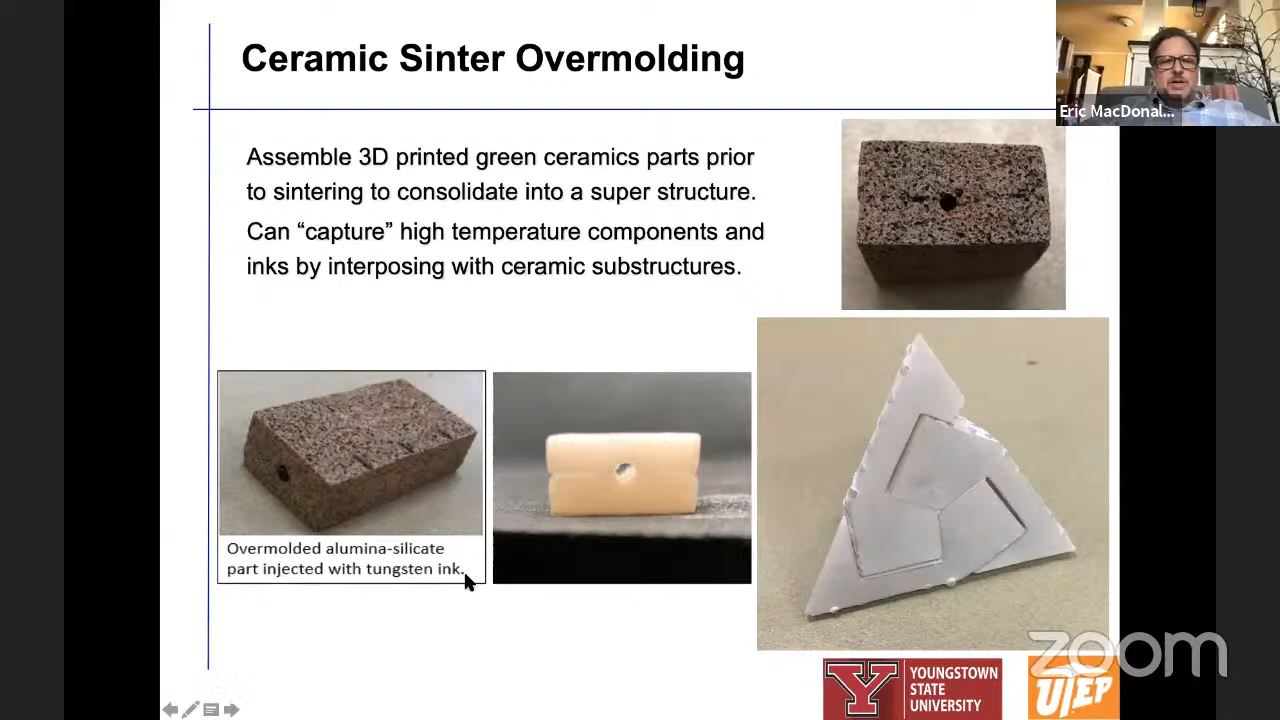 Ceramic Sinter Overmolding
Eric MacDonal...
Assemble 3D printed green ceramics parts prior
to sintering to consolidate into a super structure.
Can “capture” high temperature components and
inks by interposing with ceramic substructures.
Overmolded alumina-silicate
part injected with tungsten ink.
zoom
Y
YOUNGSTOWN
STATE
UNIVERSITY
UTEP